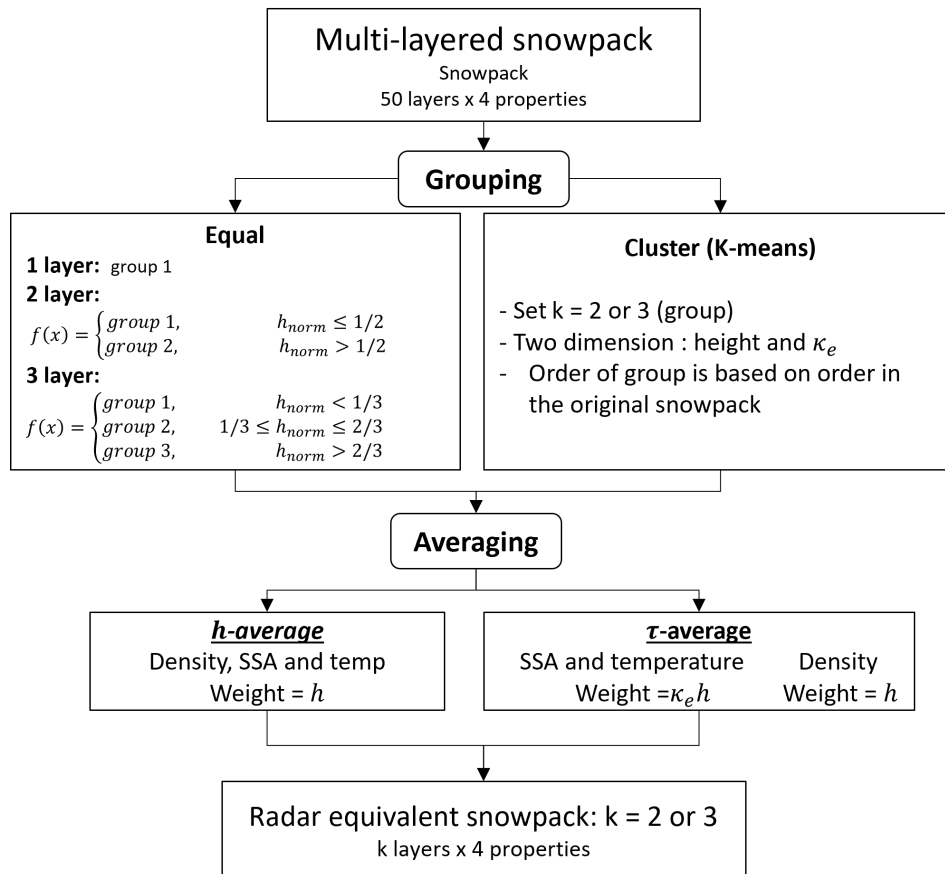 Multi-layered snowpack
Snowpack
50 layers x 4 properties
Grouping
Equal
1 layer: group 1
2 layer:
f(x) = { group 1, h_norm ≤ 1/2
group 2, h_norm > 1/2
3 layer:
f(x) = { group 1, h_norm < 1/3
group 2, 1/3 ≤ h_norm ≤ 2/3
group 3, h_norm > 2/3
Cluster (K-means)
- Set k = 2 or 3 (group)
- Two dimension : height and κ_e
- Order of group is based on order in
the original snowpack
Averaging
h-average
Density, SSA and temp
Weight = h
τ-average
SSA and temperature Density
Weight =κ_e h Weight = h
Radar equivalent snowpack: k = 2 or 3
k layers x 4 properties